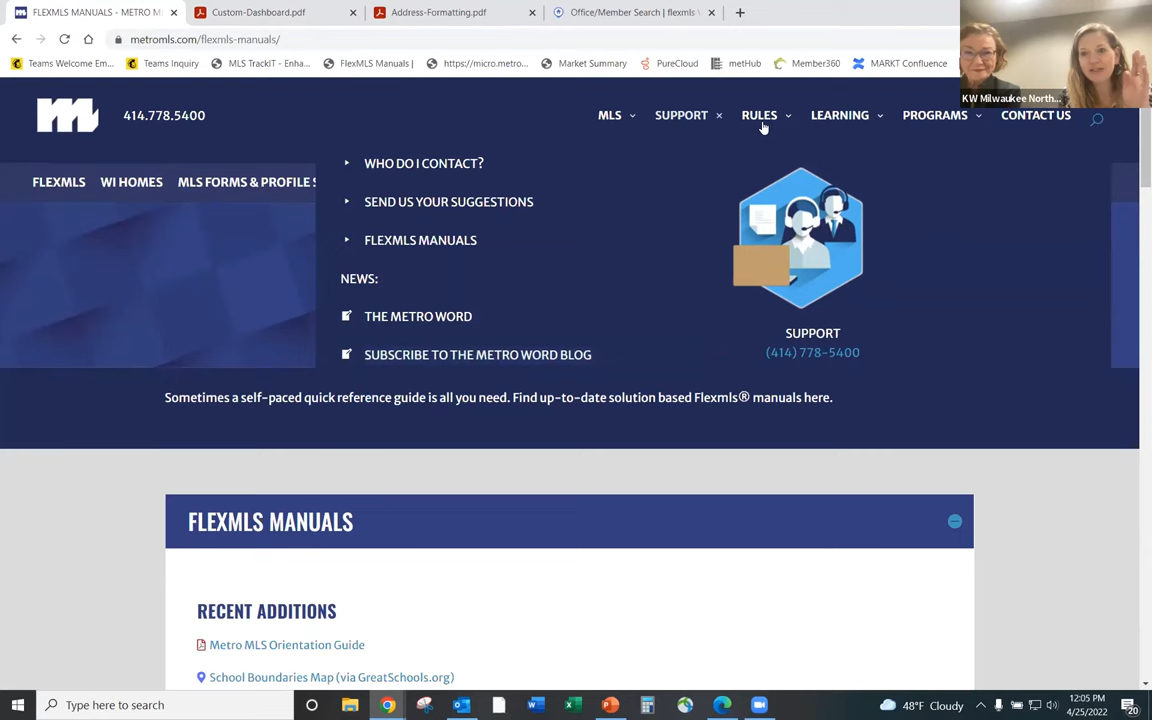 FLEXMLS MANUALS - METRO M
Custom-Dashboard.pdf
Address-Formatting.pdf
Office/Member Search | flexmls
metromls.com/flexmls-manuals/
Teams Welcome Em...
Teams Inquiry
MLS TrackIT - Enha...
FlexMLS Manuals |
https://micro.metro...
Market Summary
PureCloud
metHub
Member360
MARKT Confluence
KW Milwaukee North...
414.778.5400
MLS
SUPPORT
RULES
LEARNING
PROGRAMS
CONTACT US
FLEXMLS
WI HOMES
MLS FORMS & PROFILE S
WHO DO I CONTACT?
SEND US YOUR SUGGESTIONS
FLEXMLS MANUALS
NEWS:
THE METRO WORD
SUBSCRIBE TO THE METRO WORD BLOG
SUPPORT
(414) 778-5400
Sometimes a self-paced quick reference guide is all you need. Find up-to-date solution based Flexmls® manuals here.
FLEXMLS MANUALS
RECENT ADDITIONS
Metro MLS Orientation Guide
School Boundaries Map (via GreatSchools.org)
Type here to search
48°F Cloudy
12:05 PM
4/25/2022
20